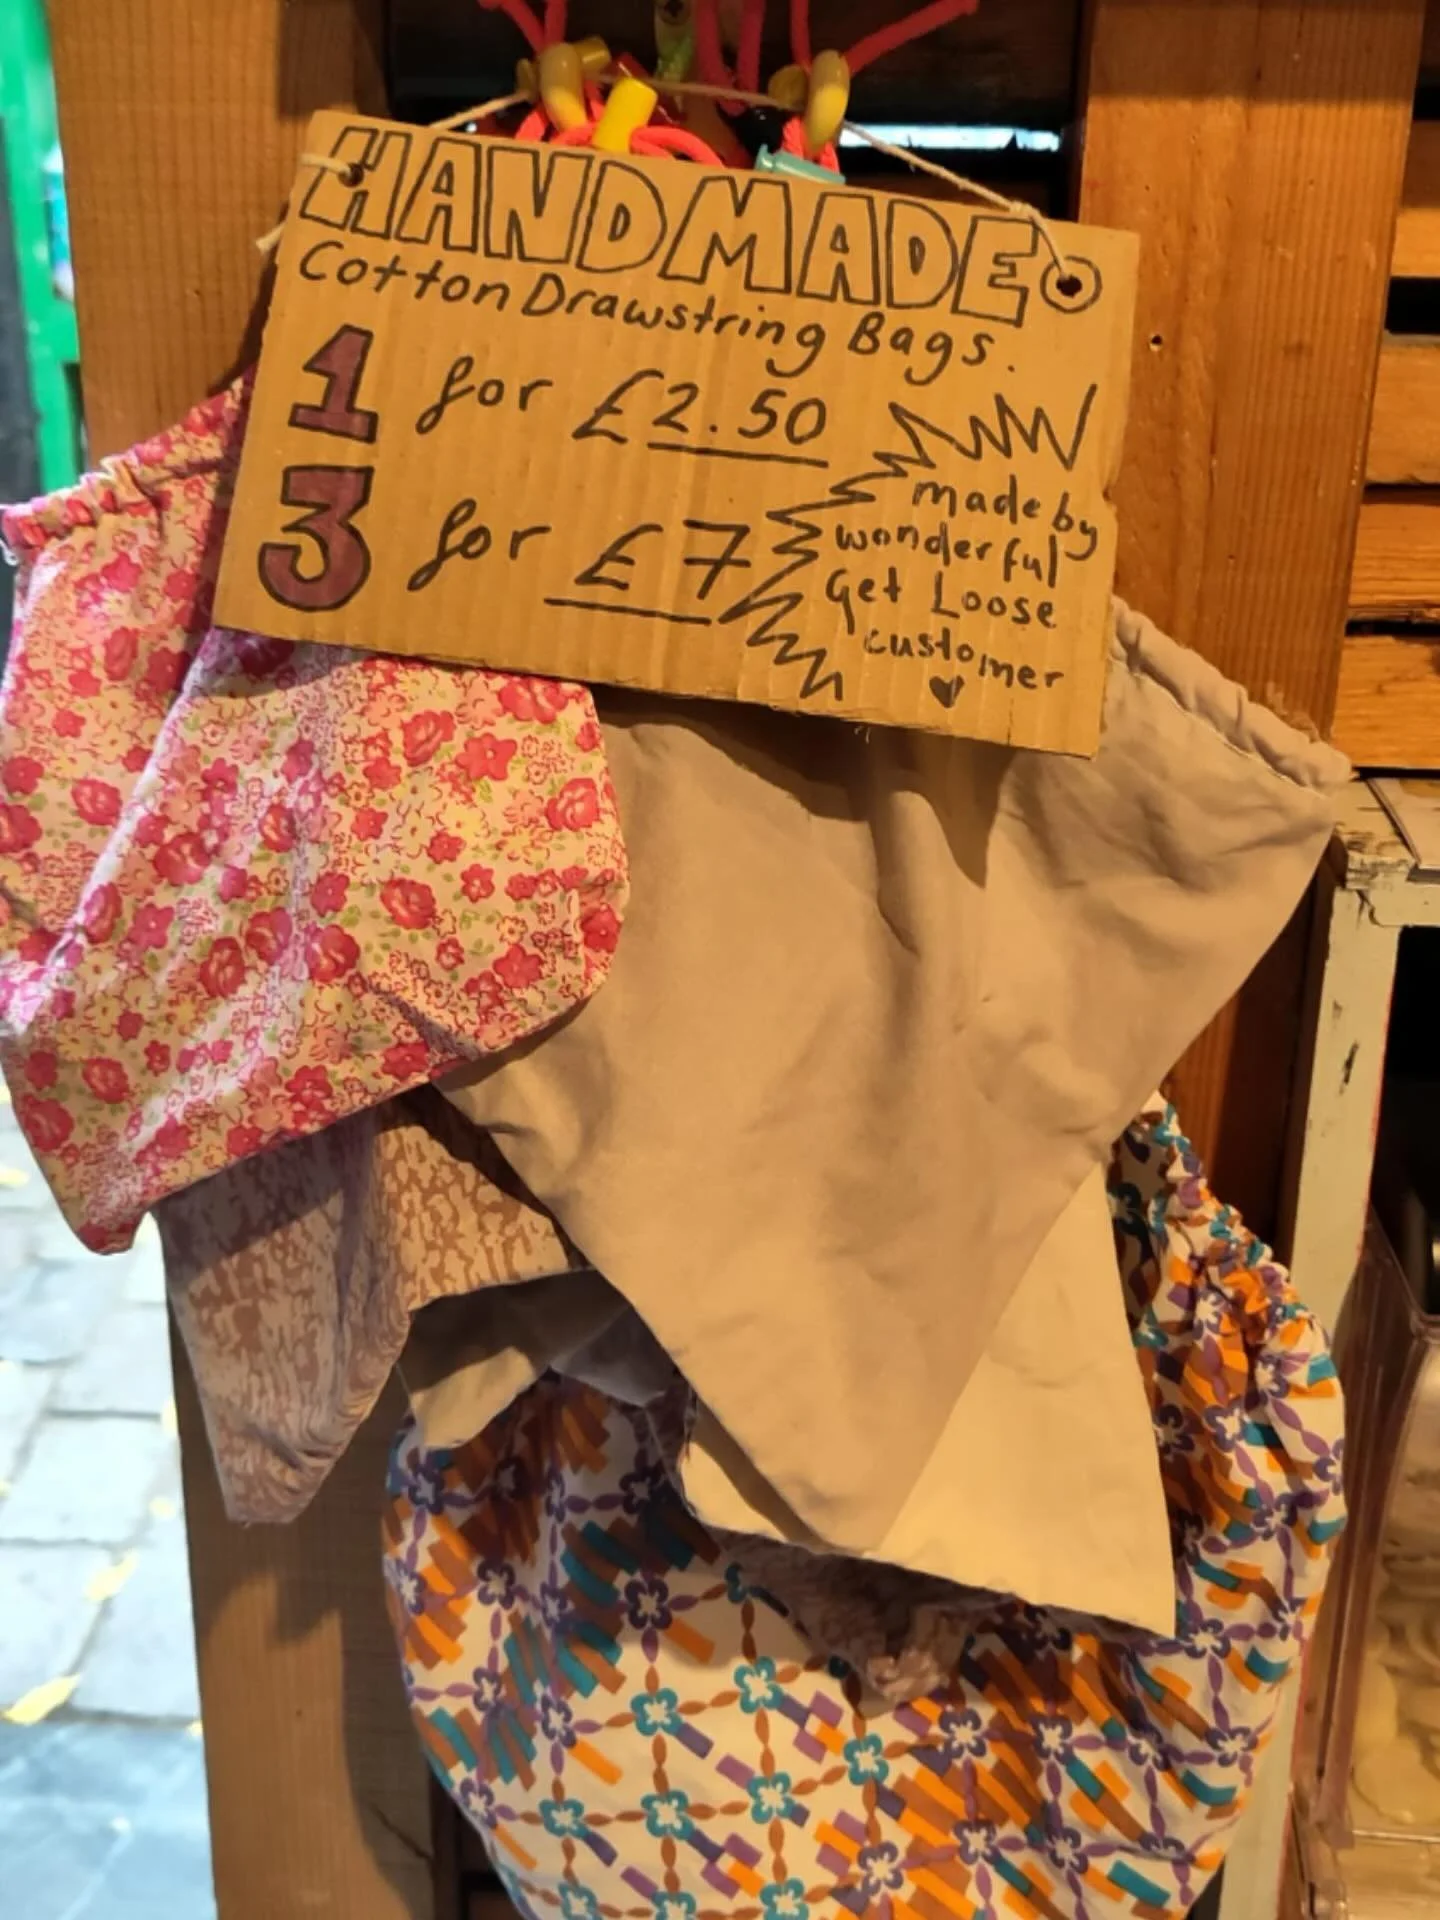 HANDMADE
Cotton Drawstring Bags.
1 for £2.50
3 for £7
made by
wonderful
Get Loose
customer